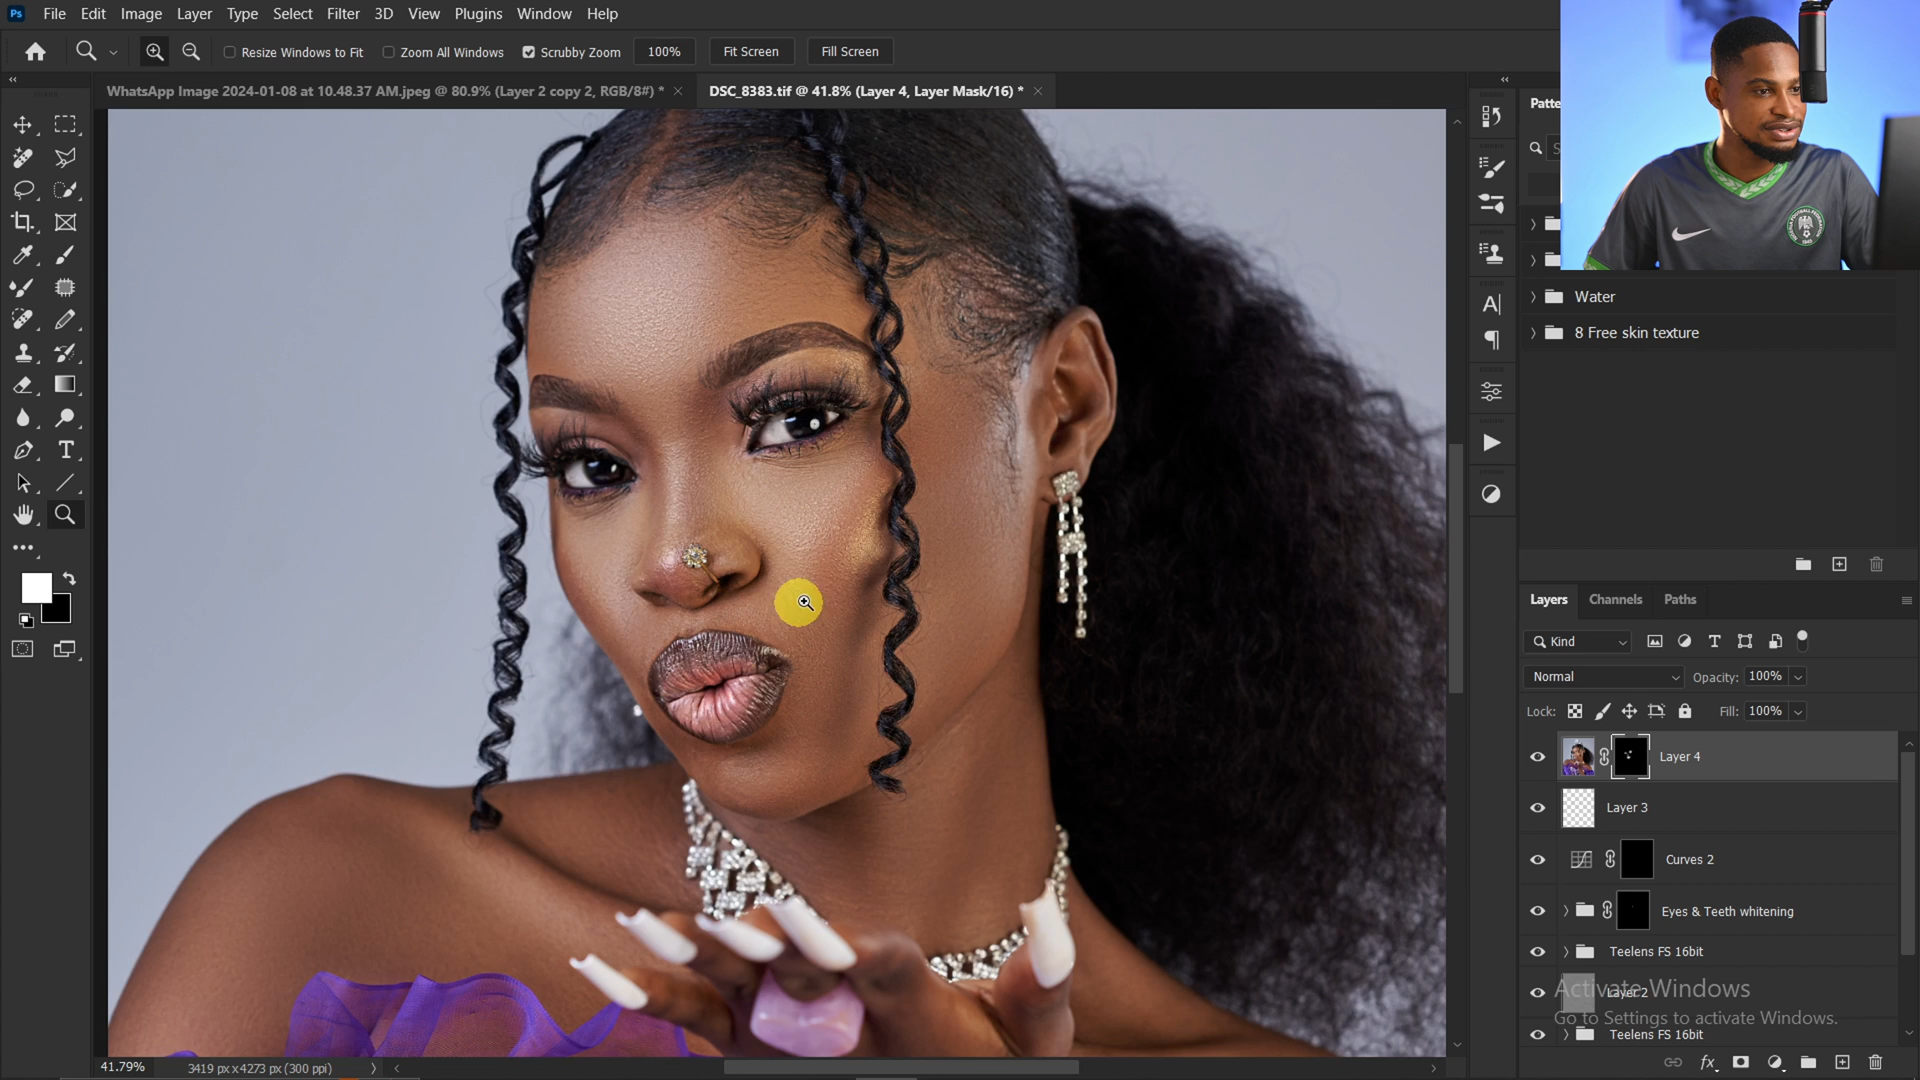 Ps File Edit Image Layer Type Select Filter 3D View Plugins Window Help
Resize Windows to Fit Zoom All Windows Scrubby Zoom 100% Fit Screen Fill Screen
WhatsApp Image 2024-01-08 at 10.48.37 AM.jpeg @ 80.9% (Layer 2 copy 2, RGB/8#) * DSC_8383.tif @ 41.8% (Layer 4, Layer Mask/16) *
Patte
S
Water
8 Free skin texture
Layers Channels Paths
Kind
Normal Opacity: 100%
Lock: Fill: 100%
Layer 4
Layer 3
Curves 2
Eyes & Teeth whitening
Teelens FS 16bit
Layer 2
Teelens FS 16bit
Activate Windows
Go to Settings to activate Windows.
41.79% 3419 px x 4273 px (300 ppi)